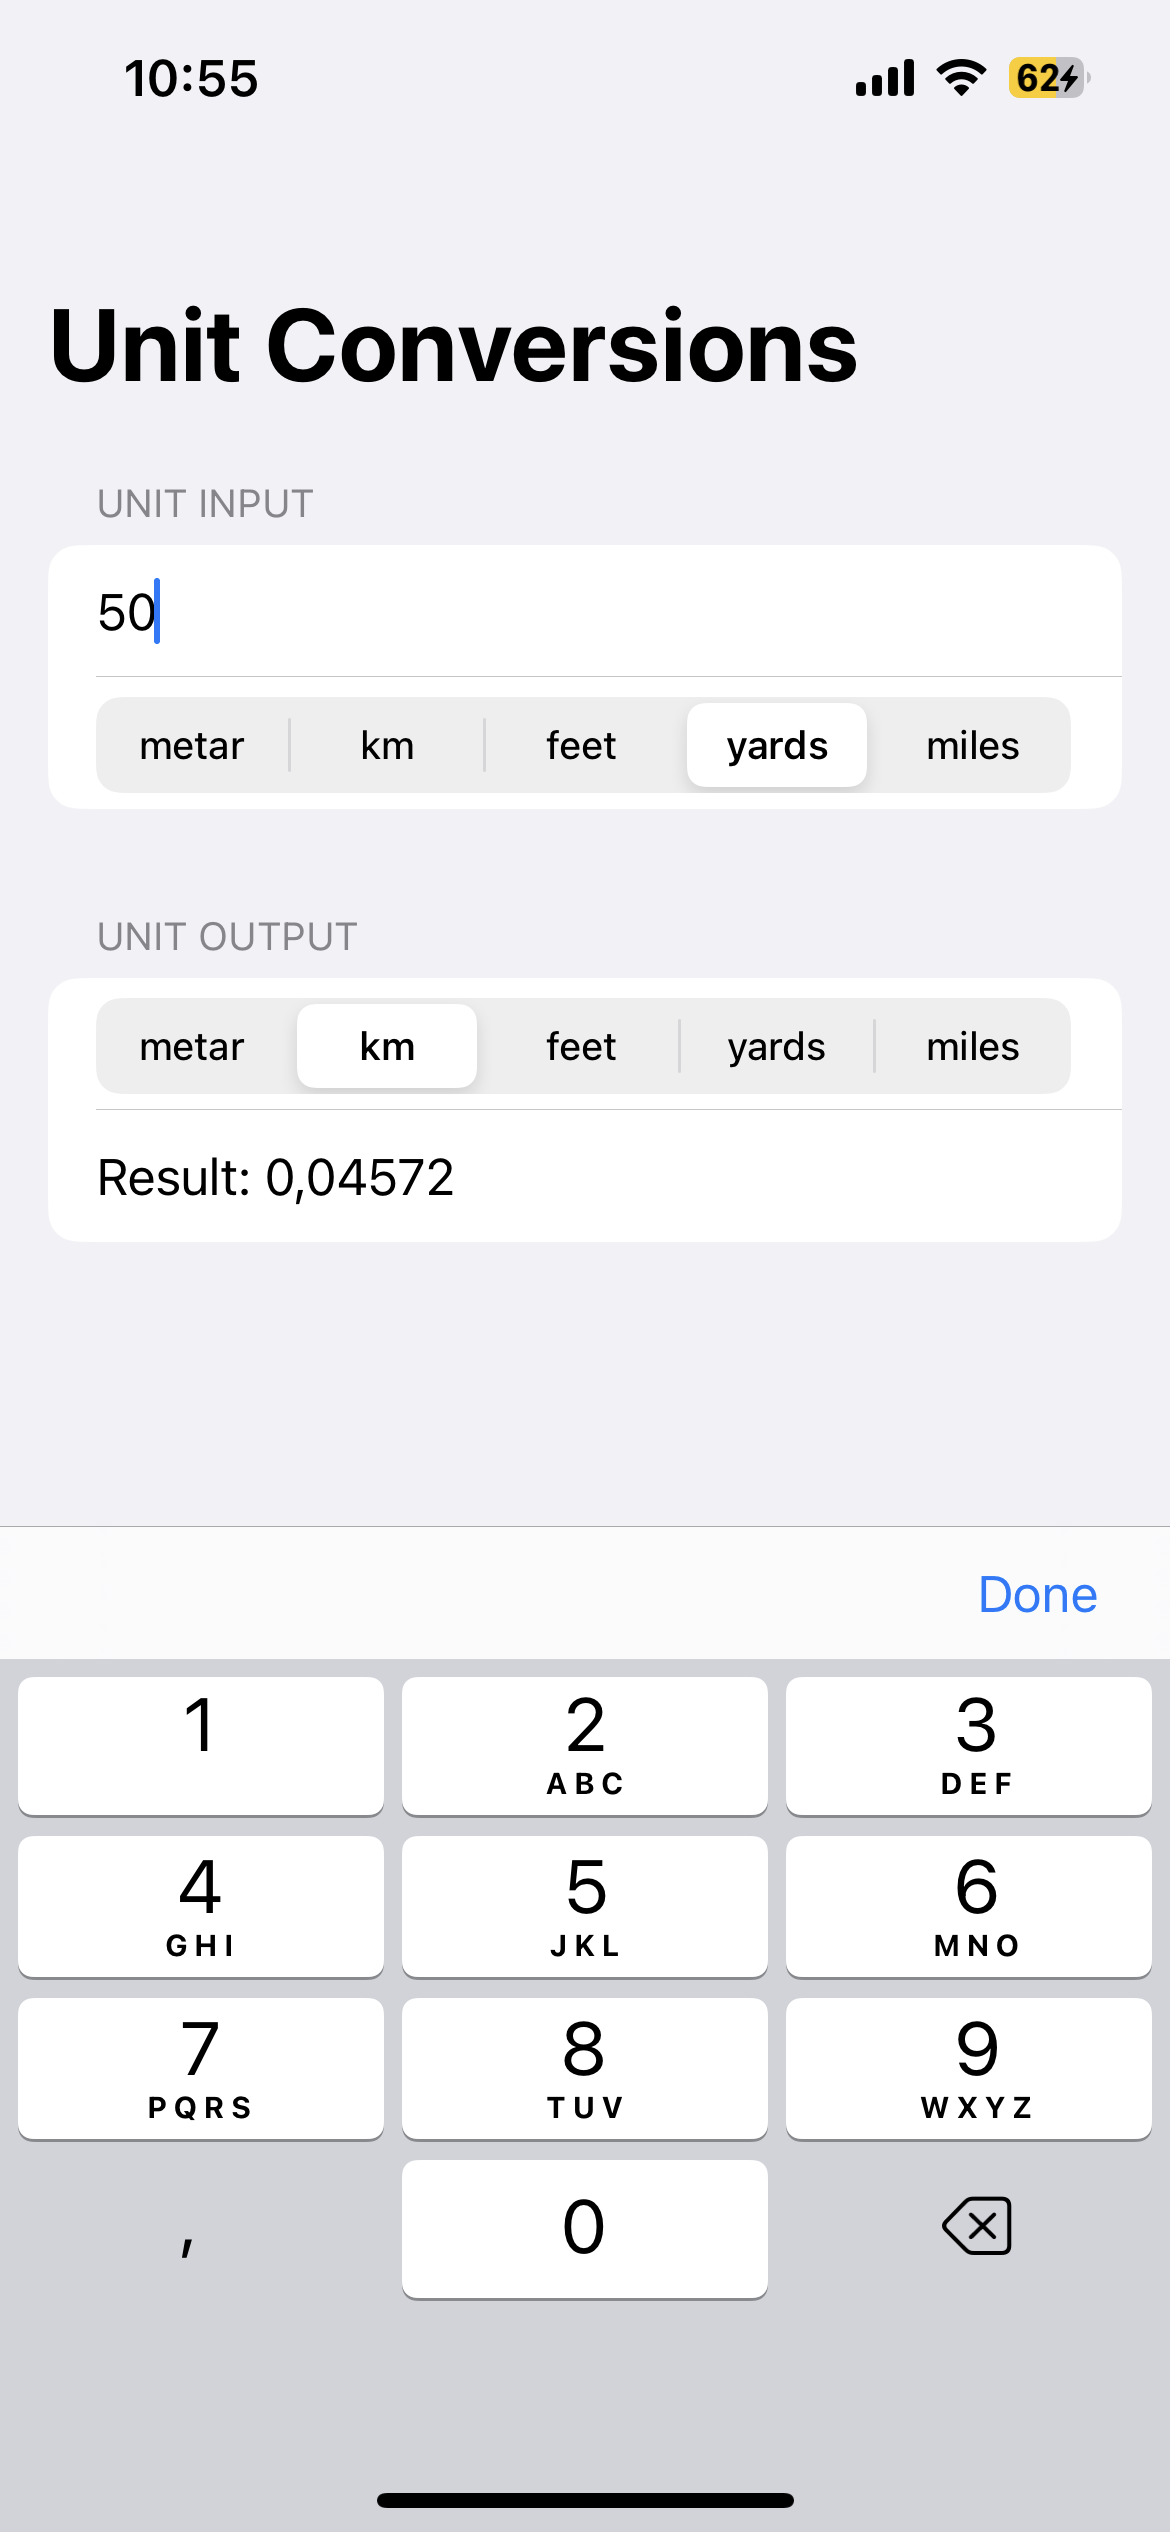 10:55 62
Unit Conversions
UNIT INPUT
50
metar km feet yards miles
UNIT OUTPUT
metar km feet yards miles
Result: 0,04572
Done
1 2 3
ABC DEF
4 5 6
GHI JKL MNO
7 8 9
PQRS TUV WXYZ
, 0